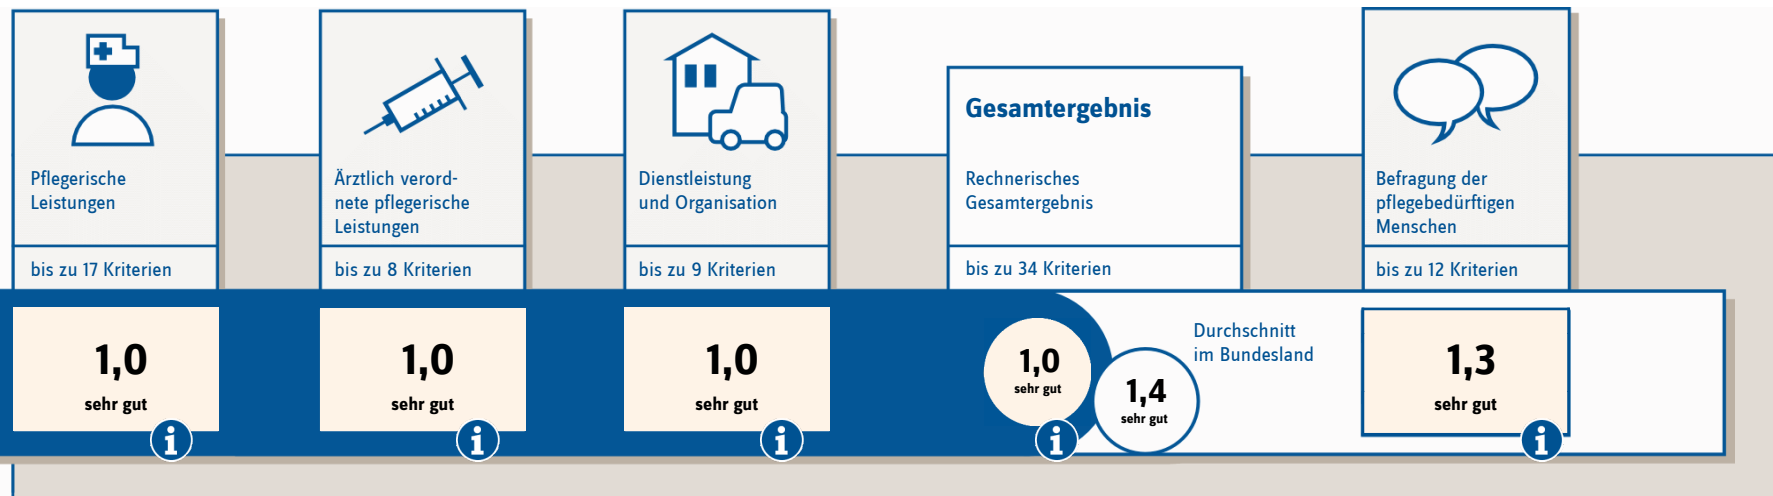 Pflegerische
Leistungen
bis zu 17 Kriterien
1,0
sehr gut
i
Ärztlich verord-
nete pflegerische
Leistungen
bis zu 8 Kriterien
1,0
sehr gut
i
Dienstleistung
und Organisation
bis zu 9 Kriterien
1,0
sehr gut
i
Gesamtergebnis
Rechnerisches
Gesamtergebnis
bis zu 34 Kriterien
1,0
sehr gut
i
1,4
sehr gut
Durchschnitt
im Bundesland
Befragung der
pflegebedürftigen
Menschen
bis zu 12 Kriterien
1,3
sehr gut
i